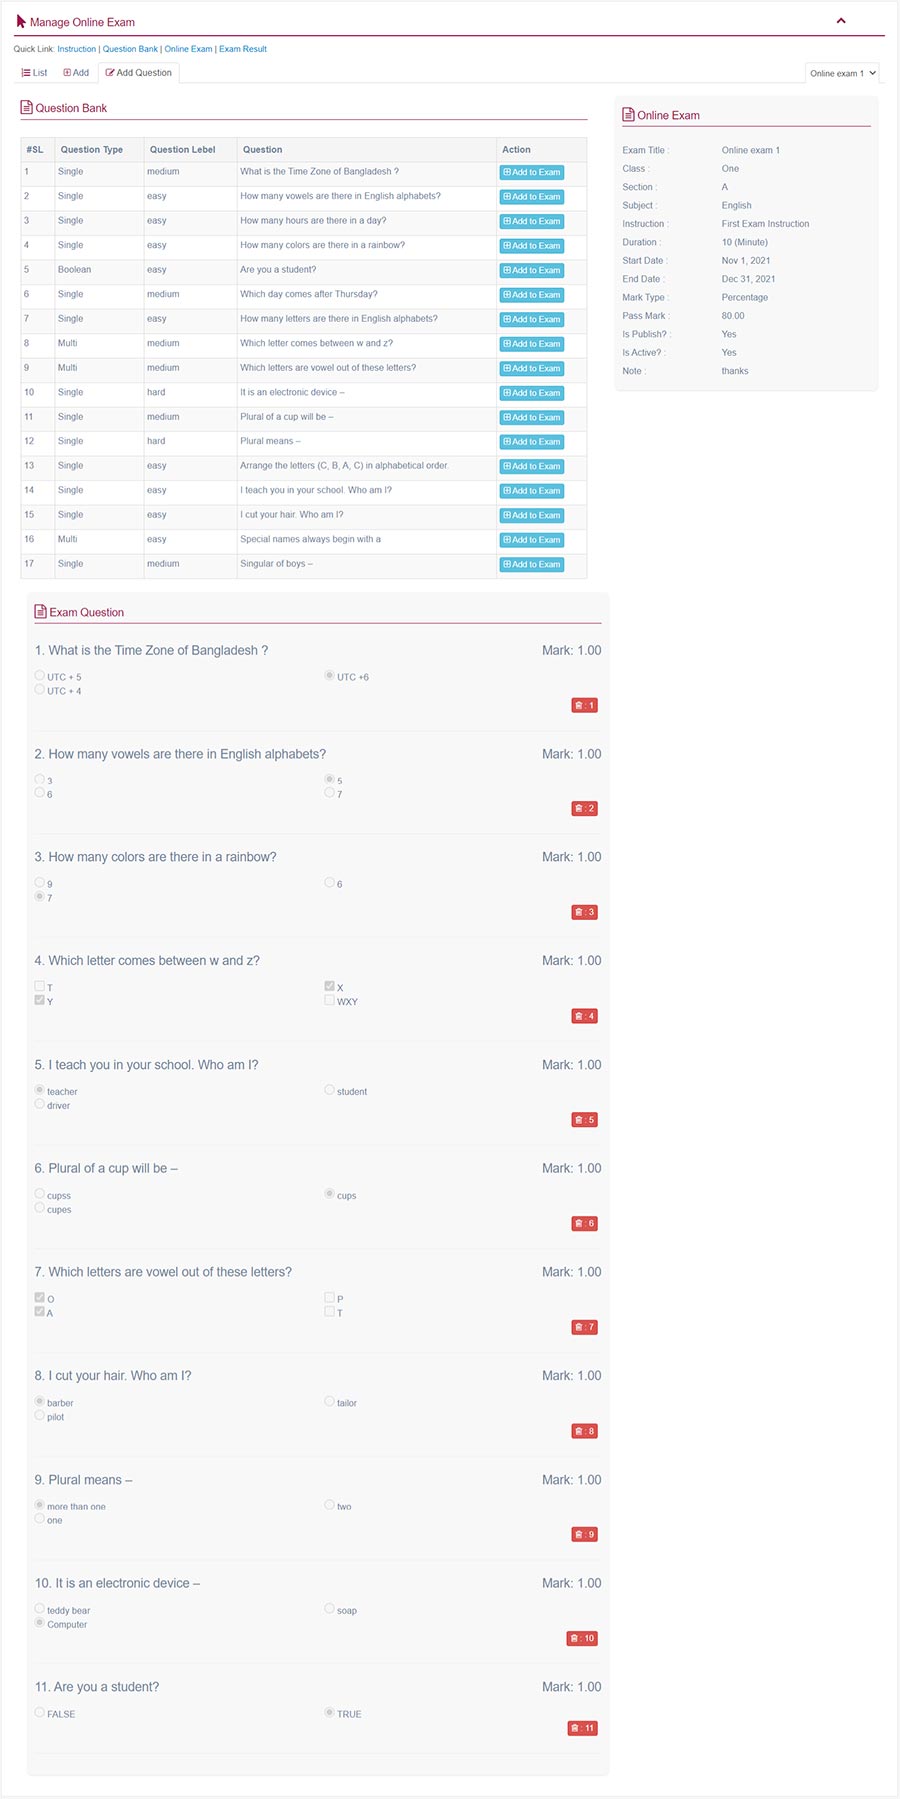 Manage Online Exam
Quick Link: Instruction | Question Bank | Online Exam | Exam Result
List Add Add Question Online exam 1
Question Bank
#SL Question Type Question Lebel Question Action
1 Single medium What is the Time Zone of Bangladesh ? Add to Exam
2 Single easy How many vowels are there in English alphabets? Add to Exam
3 Single easy How many hours are there in a day? Add to Exam
4 Single easy How many colors are there in a rainbow? Add to Exam
5 Boolean easy Are you a student? Add to Exam
6 Single medium Which day comes after Thursday? Add to Exam
7 Single easy How many letters are there in English alphabets? Add to Exam
8 Multi medium Which letter comes between w and z? Add to Exam
9 Multi medium Which letters are vowel out of these letters? Add to Exam
10 Single hard It is an electronic device – Add to Exam
11 Single medium Plural of a cup will be – Add to Exam
12 Single hard Plural means – Add to Exam
13 Single easy Arrange the letters (C, B, A, C) in alphabetical order. Add to Exam
14 Single easy I teach you in your school. Who am I? Add to Exam
15 Single easy I cut your hair. Who am I? Add to Exam
16 Multi easy Special names always begin with a Add to Exam
17 Single medium Singular of boys – Add to Exam
Online Exam
Exam Title : Online exam 1
Class : One
Section : A
Subject : English
Instruction : First Exam Instruction
Duration : 10 (Minute)
Start Date : Nov 1, 2021
End Date : Dec 31, 2021
Mark Type : Percentage
Pass Mark : 80.00
Is Publish? : Yes
Is Active? : Yes
Note : thanks
Exam Question
1. What is the Time Zone of Bangladesh ? Mark: 1.00
UTC + 5 UTC +6
UTC + 4
: 1
2. How many vowels are there in English alphabets? Mark: 1.00
3 5
6 7
: 2
3. How many colors are there in a rainbow? Mark: 1.00
9 6
7
: 3
4. Which letter comes between w and z? Mark: 1.00
T X
Y WXY
: 4
5. I teach you in your school. Who am I? Mark: 1.00
teacher student
driver
: 5
6. Plural of a cup will be – Mark: 1.00
cupss cups
cupes
: 6
7. Which letters are vowel out of these letters? Mark: 1.00
O P
A T
: 7
8. I cut your hair. Who am I? Mark: 1.00
barber tailor
pilot
: 8
9. Plural means – Mark: 1.00
more than one two
one
: 9
10. It is an electronic device – Mark: 1.00
teddy bear soap
Computer
: 10
11. Are you a student? Mark: 1.00
FALSE TRUE
: 11